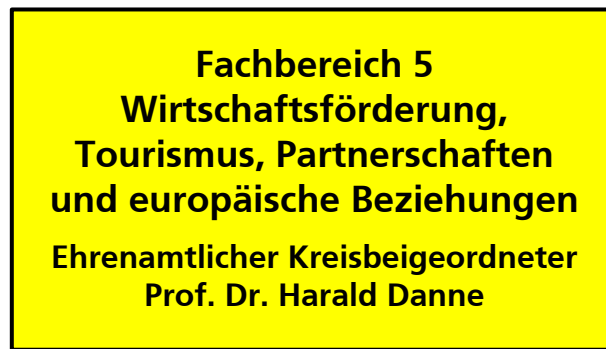 Fachbereich 5
Wirtschaftsförderung,
Tourismus, Partnerschaften
und europäische Beziehungen
Ehrenamtlicher Kreisbeigeordneter
Prof. Dr. Harald Danne